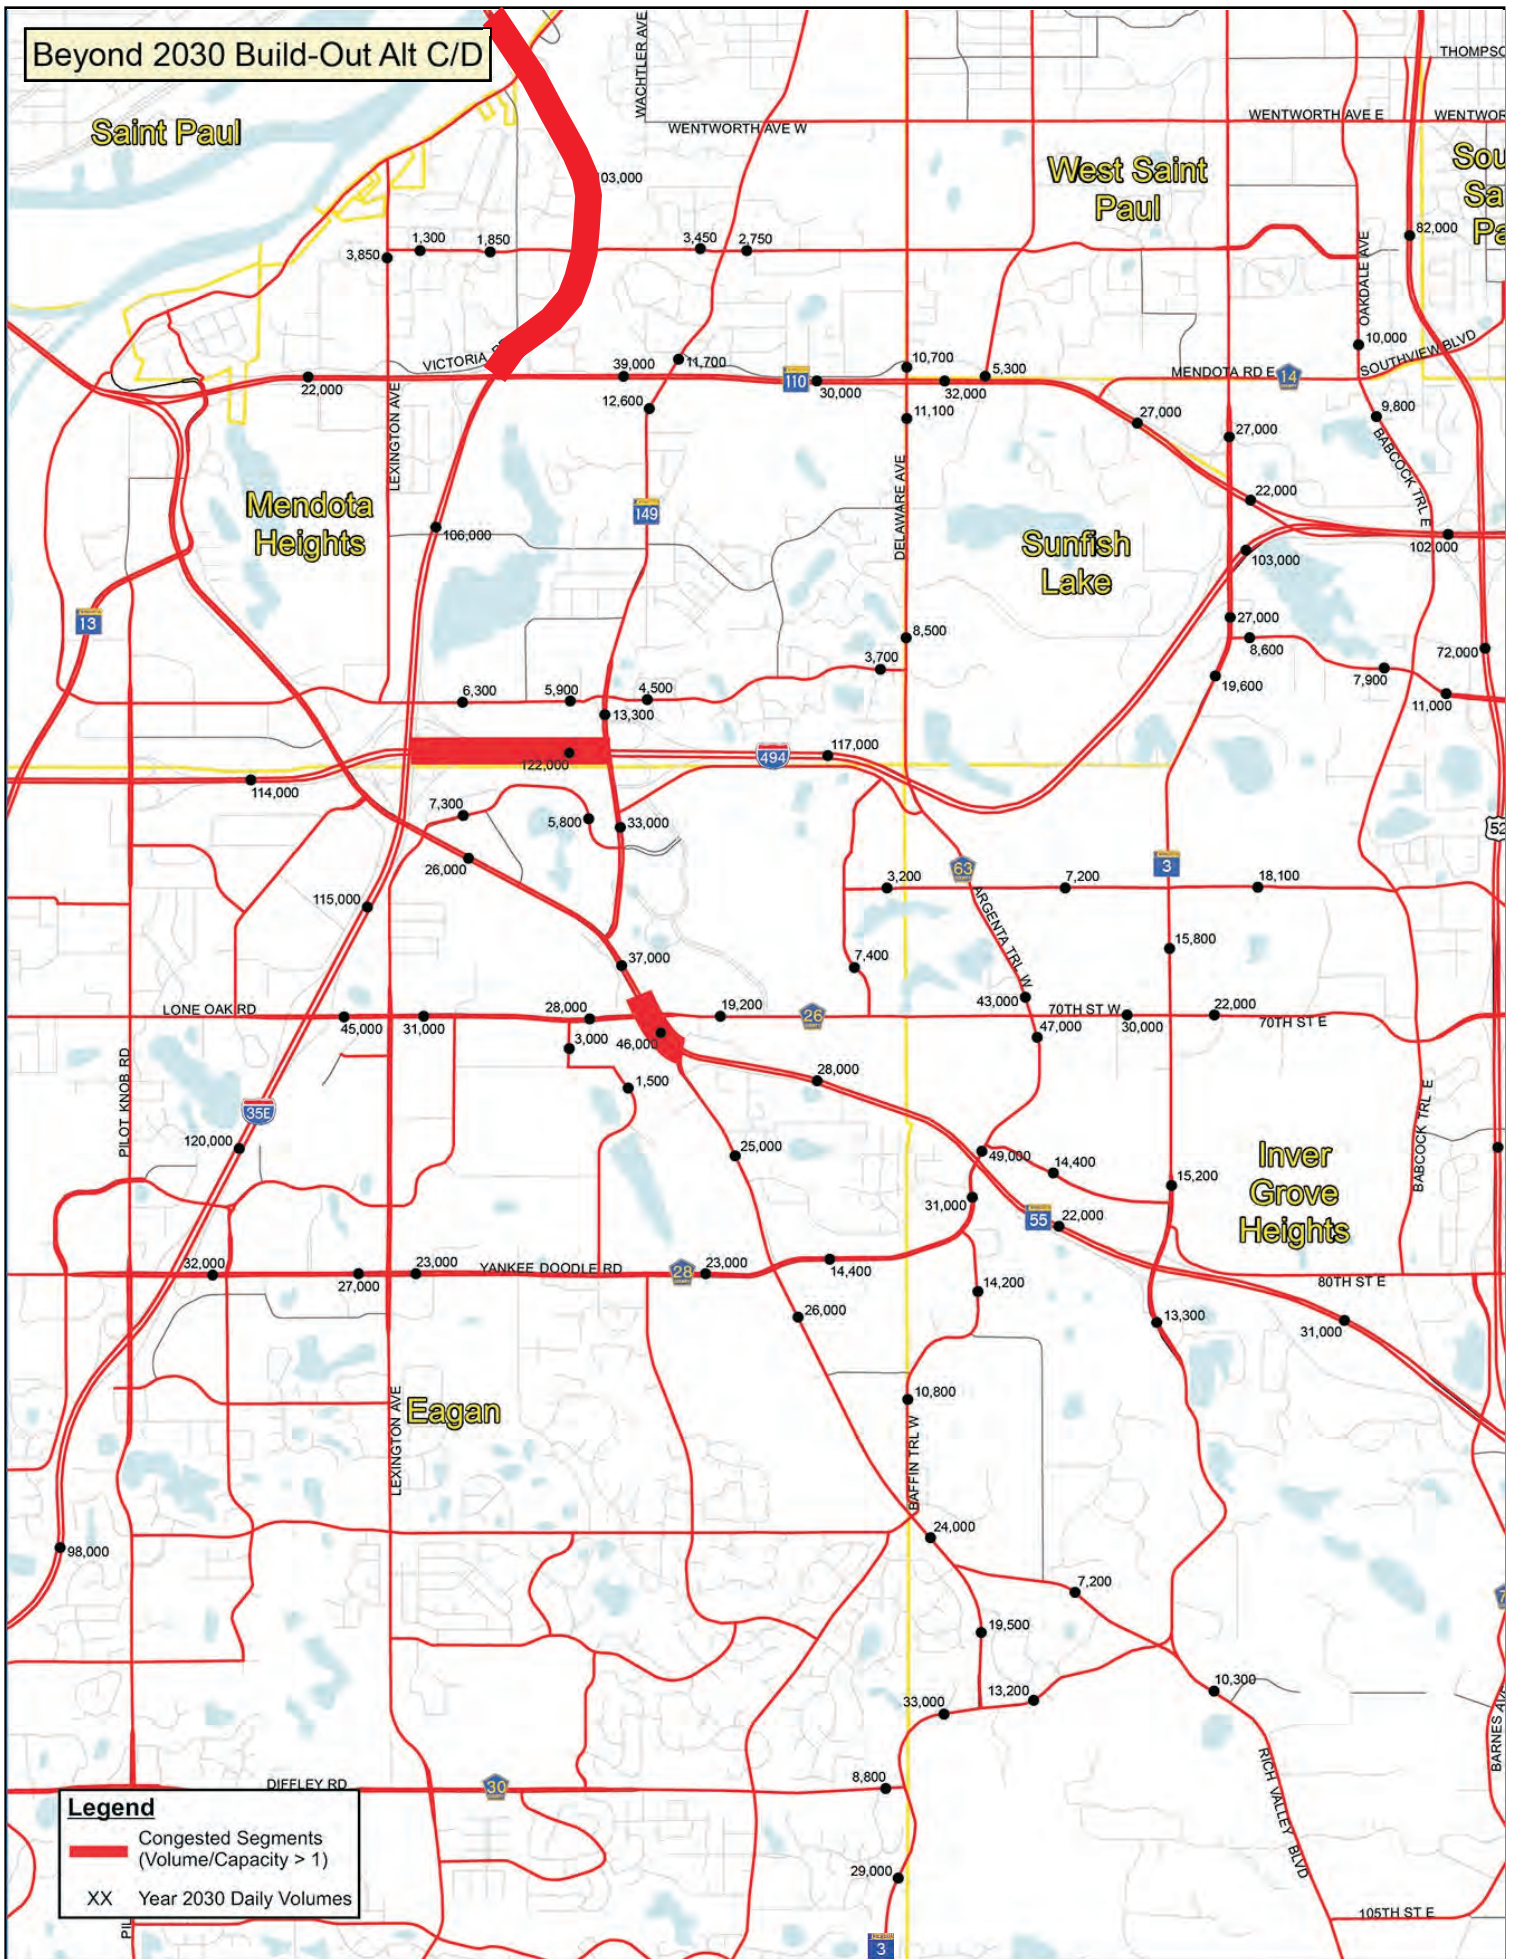 Beyond 2030 Build-Out Alt C/D
THOMPSO
WACHTLER AVE
WENTWORTH AVE W
WENTWORTH AVE E
WENTWOR
Saint Paul
West Saint
Paul
Sou
Sa
Pa
03,000
1,300
1,850
3,850
3,450
2,750
82,000
OAKDALE AVE
VICTORIA
22,000
39,000
11,700
110
30,000
10,700
32,000
5,300
MENDOTA RD E
14
10,000
SOUTHVIEW BLVD
LEXINGTON AVE
12,600
11,100
27,000
27,000
9,800
BABCOCK TRL E
Mendota
Heights
149
DELAWARE AVE
Sunfish
Lake
22,000
106,000
103,000
102,000
13
8,500
27,000
8,600
3,700
72,000
6,300
5,900
4,500
13,300
19,600
7,900
11,000
122,000
494
117,000
114,000
7,300
5,800
33,000
52
26,000
63
3
3,200
7,200
18,100
115,000
ARGENTA TRL W
15,800
37,000
7,400
43,000
LONE OAK RD
45,000
31,000
28,000
19,200
26
70TH ST W
30,000
22,000
70TH ST E
47,000
3,000
46,000
1,500
28,000
PILOT KNOB RD
35E
120,000
25,000
49,000
14,400
15,200
BABCOCK TRL E
Inver
Grove
Heights
31,000
55
22,000
32,000
27,000
23,000
YANKEE DOODLE RD
28
23,000
14,400
80TH ST E
14,200
26,000
13,300
31,000
LEXINGTON AVE
Eagan
10,800
BAFFIN TRL W
98,000
24,000
7,200
7
19,500
33,000
13,200
10,300
BARNES AV
RICH VALLEY BLVD
DIFFLEY RD
30
8,800
Legend
Congested Segments
(Volume/Capacity > 1)
XX Year 2030 Daily Volumes
PIL
29,000
3
105TH ST E